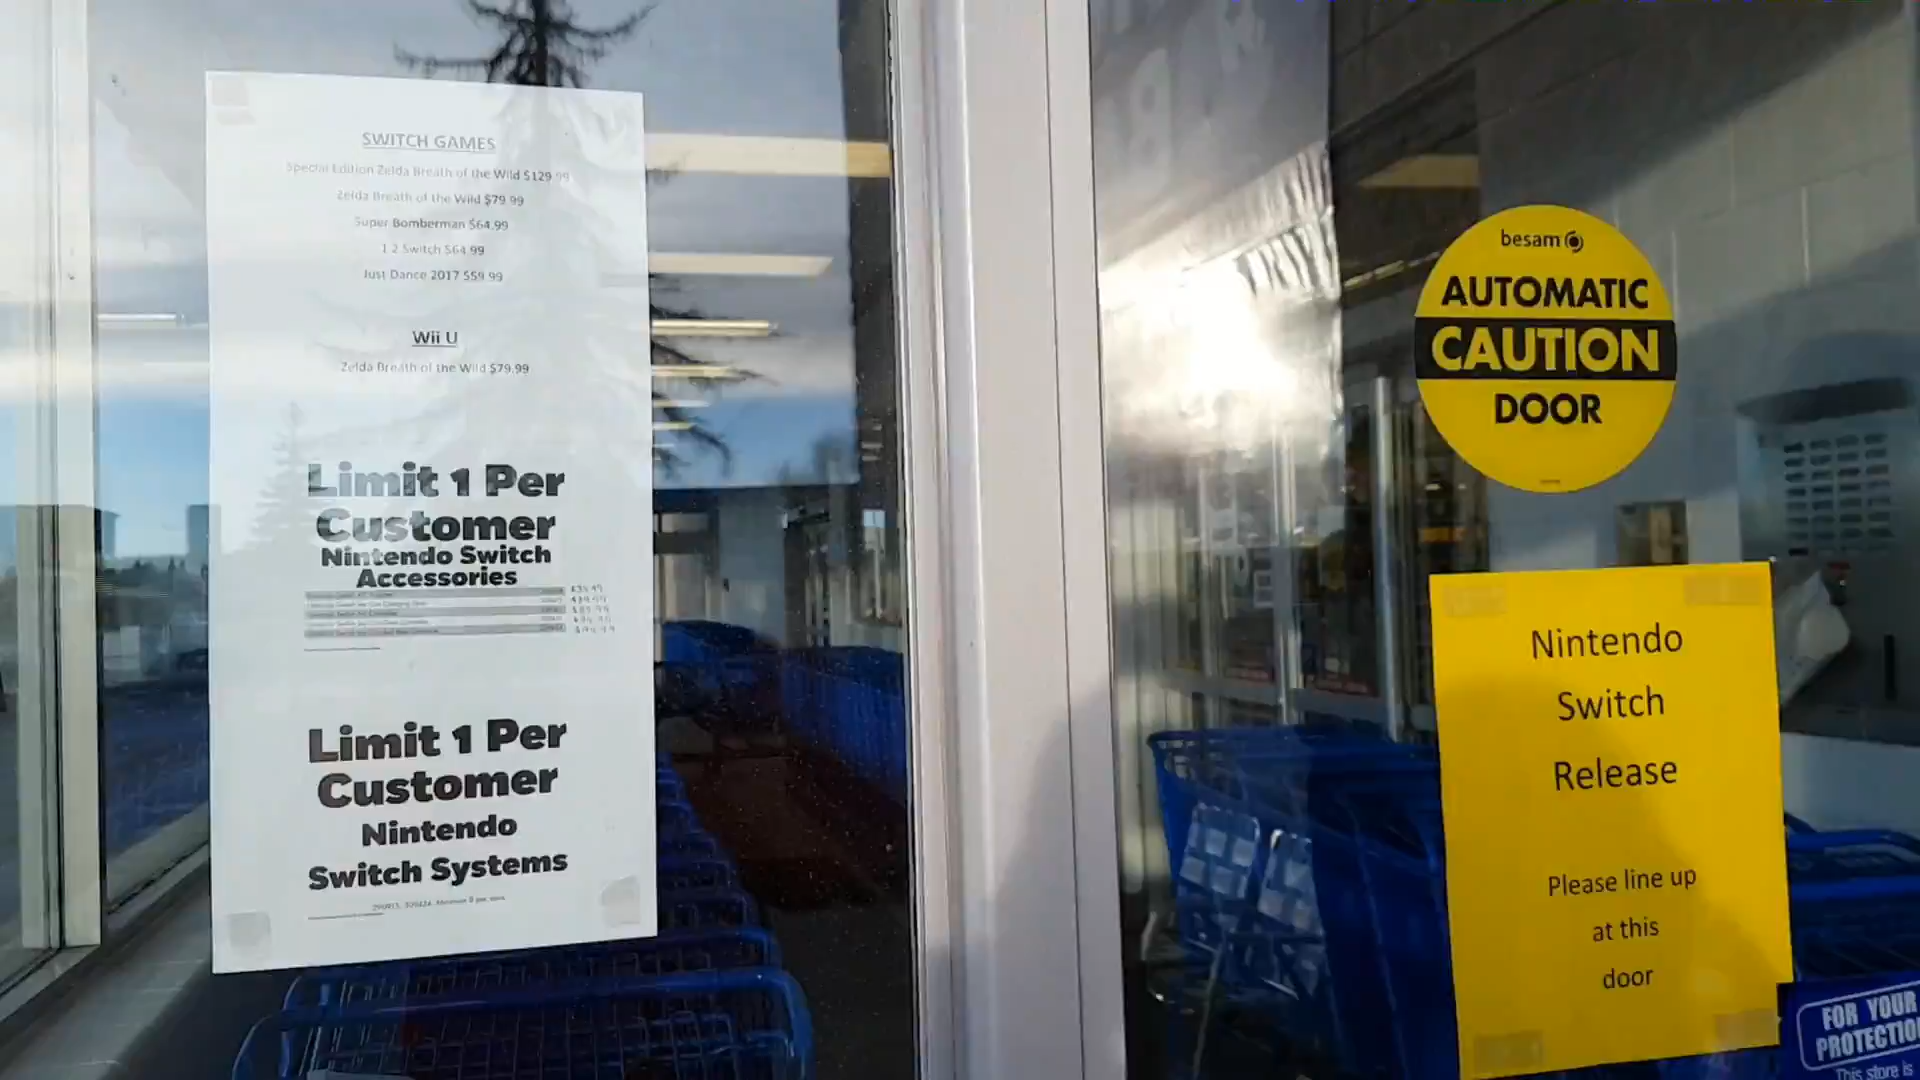 SWITCH GAMES
Special Edition Zelda Breath of the Wild $129.99
Zelda Breath of the Wild $79.99
Super Bomberman $64.99
1 2 Switch $64.99
Just Dance 2017 $59.99
Wii U
Zelda Breath of the Wild $79.99
Limit 1 Per
Customer
Nintendo Switch
Accessories
Limit 1 Per
Customer
Nintendo
Switch Systems
besam
AUTOMATIC
CAUTION
DOOR
Nintendo
Switch
Release
Please line up
at this
door
FOR YOUR
PROTECTIO
This store is